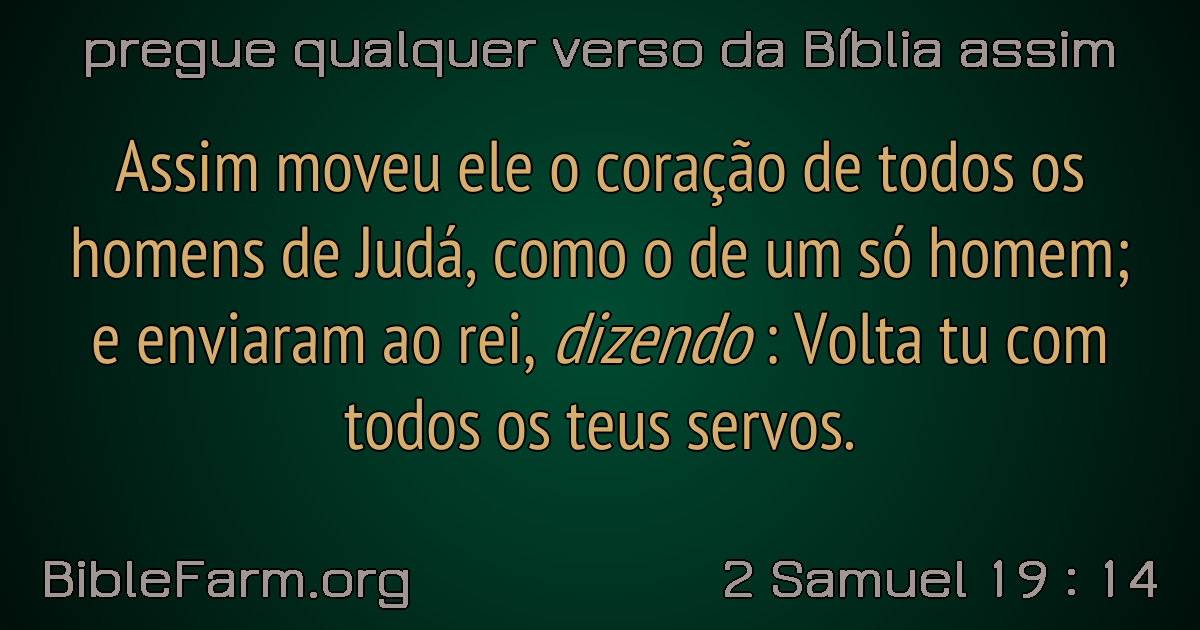 pregue qualquer verso da Bíblia assim
Assim moveu ele o coração de todos os
homens de Judá, como o de um só homem;
e enviaram ao rei, dizendo : Volta tu com
todos os teus servos.
BibleFarm.org
2 Samuel 19 : 14